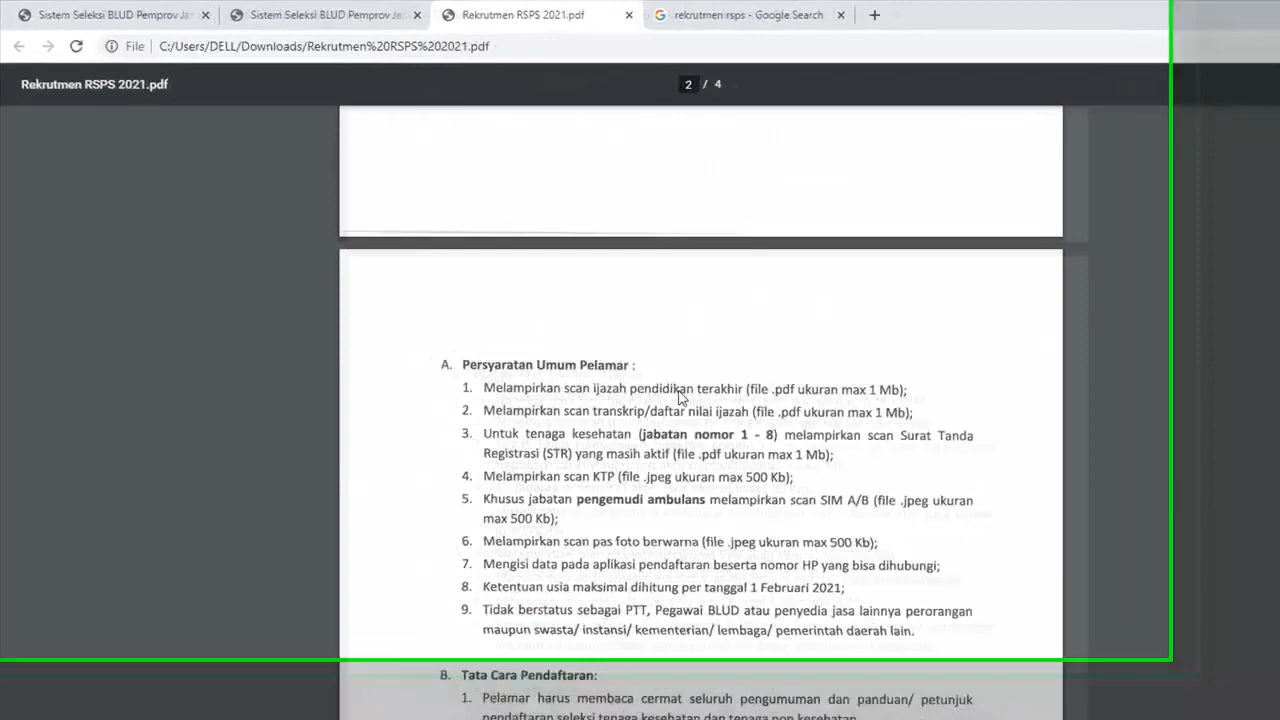 Sistem Seleksi BLUD Pemprov Ja
Sistem Seleksi BLUD Pemprov Ja
Rekrutmen RSPS 2021.pdf
rekrutmen rsps - Google Search
File
C:/Users/DELL/Downloads/Rekrutmen%20RSPS%202021.pdf
Rekrutmen RSPS 2021.pdf
2 / 4
A. Persyaratan Umum Pelamar :
1. Melampirkan scan ijazah pendidikan terakhir (file .pdf ukuran max 1 Mb);
2. Melampirkan scan transkrip/daftar nilai ijazah (file .pdf ukuran max 1 Mb);
3. Untuk tenaga kesehatan (jabatan nomor 1 - 8) melampirkan scan Surat Tanda
Registrasi (STR) yang masih aktif (file .pdf ukuran max 1 Mb);
4. Melampirkan scan KTP (file .jpeg ukuran max 500 Kb);
5. Khusus jabatan pengemudi ambulans melampirkan scan SIM A/B (file .jpeg ukuran
max 500 Kb);
6. Melampirkan scan pas foto berwarna (file .jpeg ukuran max 500 Kb);
7. Mengisi data pada aplikasi pendaftaran beserta nomor HP yang bisa dihubungi;
8. Ketentuan usia maksimal dihitung per tanggal 1 Februari 2021;
9. Tidak berstatus sebagai PTT, Pegawai BLUD atau penyedia jasa lainnya perorangan
maupun swasta/ instansi/ kementerian/ lembaga/ pemerintah daerah lain.
B. Tata Cara Pendaftaran:
1. Pelamar harus membaca cermat seluruh pengumuman dan panduan/ petunjuk
pendaftaran seleksi tenaga kesehatan dan tenaga non kesehatan